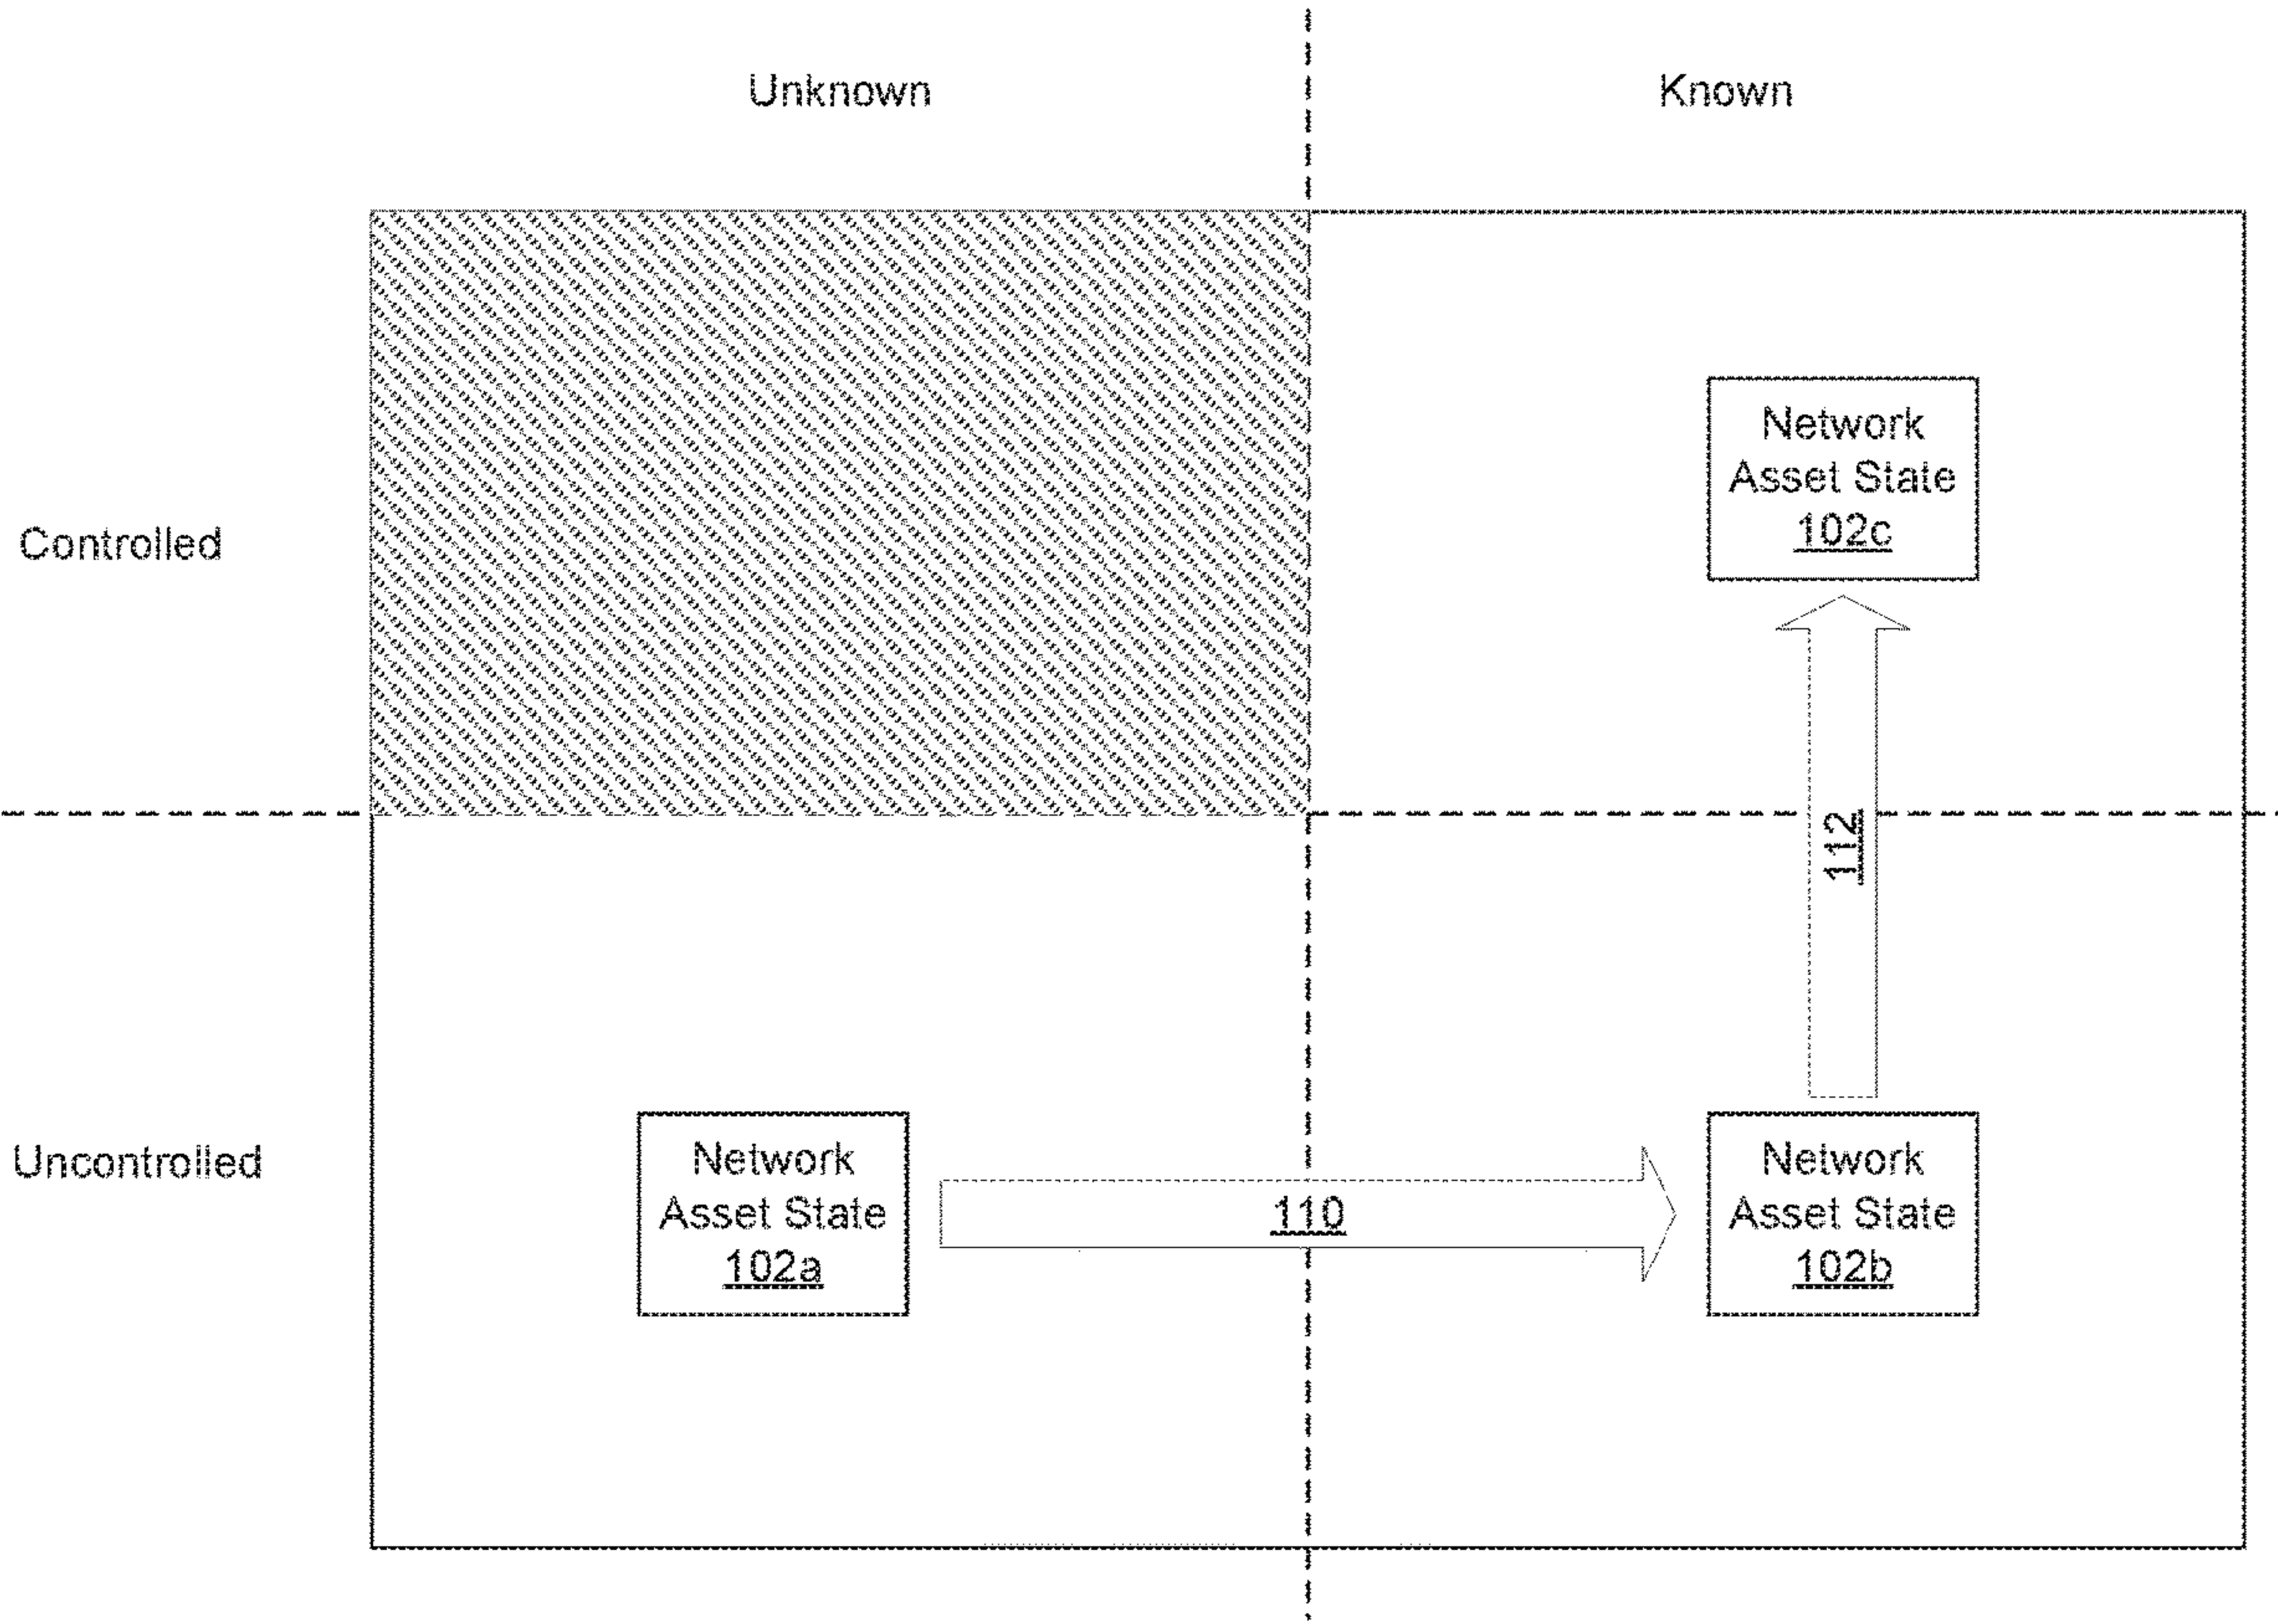 Unknown
Known
Controlled
Network
Asset State
102c
112
Uncontrolled
Network
Asset State
102a
110
Network
Asset State
102b